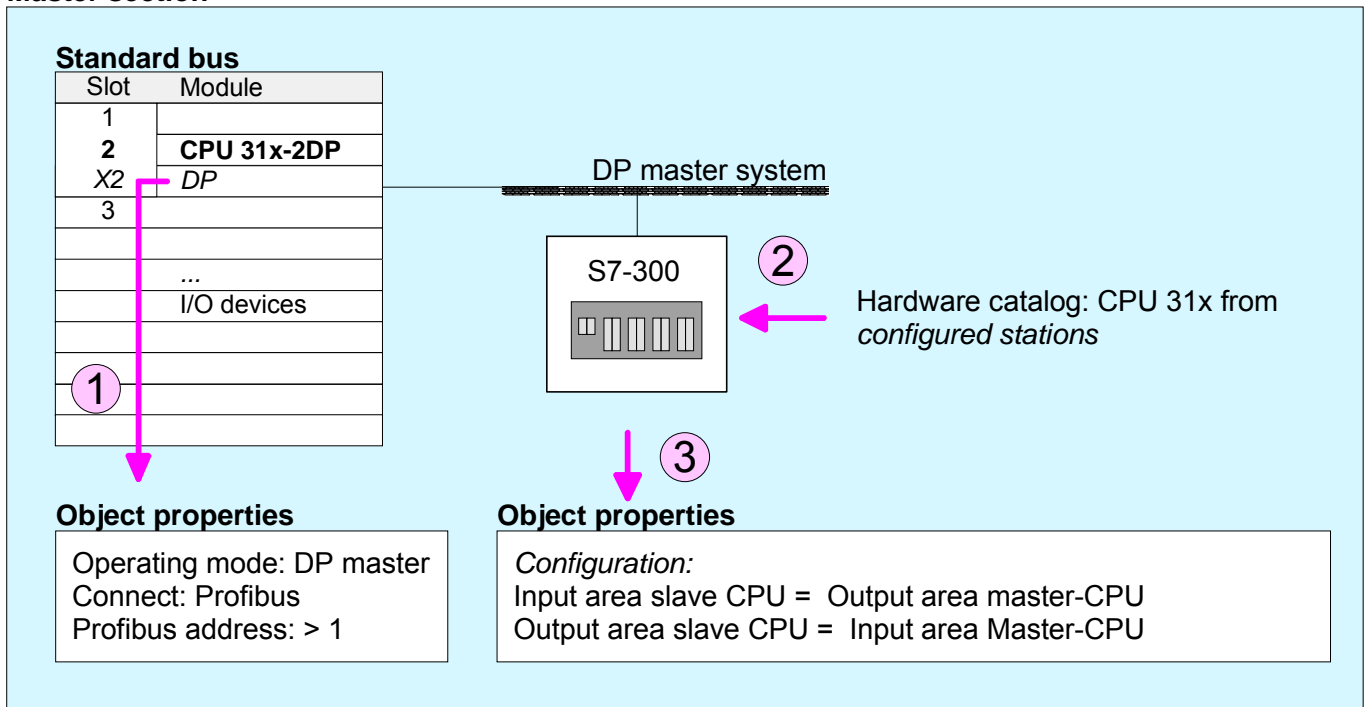 Standard bus
Slot Module
1
2 CPU 31x-2DP
X2 DP
3
...
I/O devices
DP master system
S7-300
2
Hardware catalog: CPU 31x from
configured stations
1
3
Object properties
Operating mode: DP master
Connect: Profibus
Profibus address: > 1
Object properties
Configuration:
Input area slave CPU = Output area master-CPU
Output area slave CPU = Input area Master-CPU